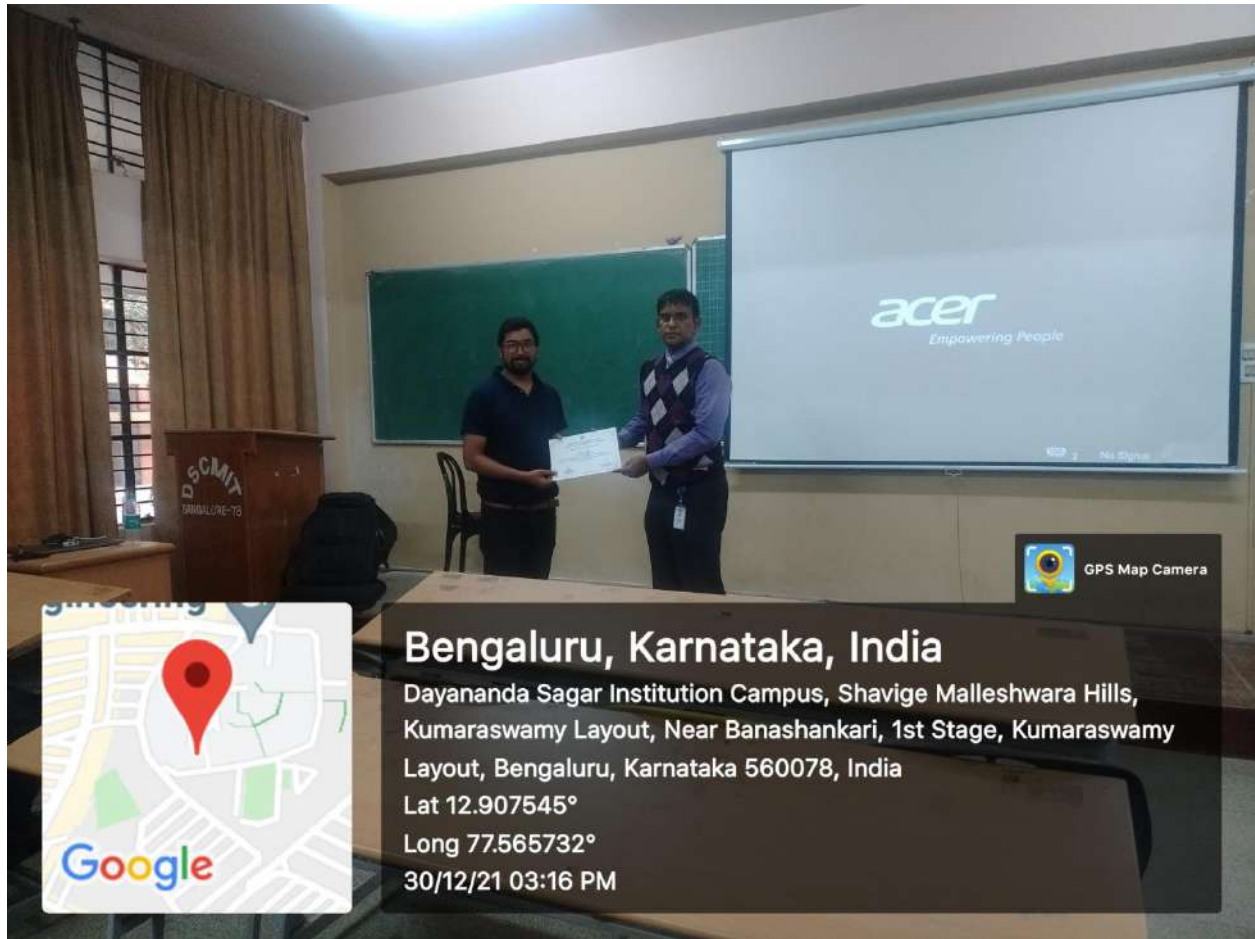 acer
Empowering People
2 No Signal
DSCMIT
BANGALORE-78
GPS Map Camera
gineering
Google
Bengaluru, Karnataka, India
Dayananda Sagar Institution Campus, Shavige Malleshwara Hills,
Kumaraswamy Layout, Near Banashankari, 1st Stage, Kumaraswamy
Layout, Bengaluru, Karnataka 560078, India
Lat 12.907545°
Long 77.565732°
30/12/21 03:16 PM